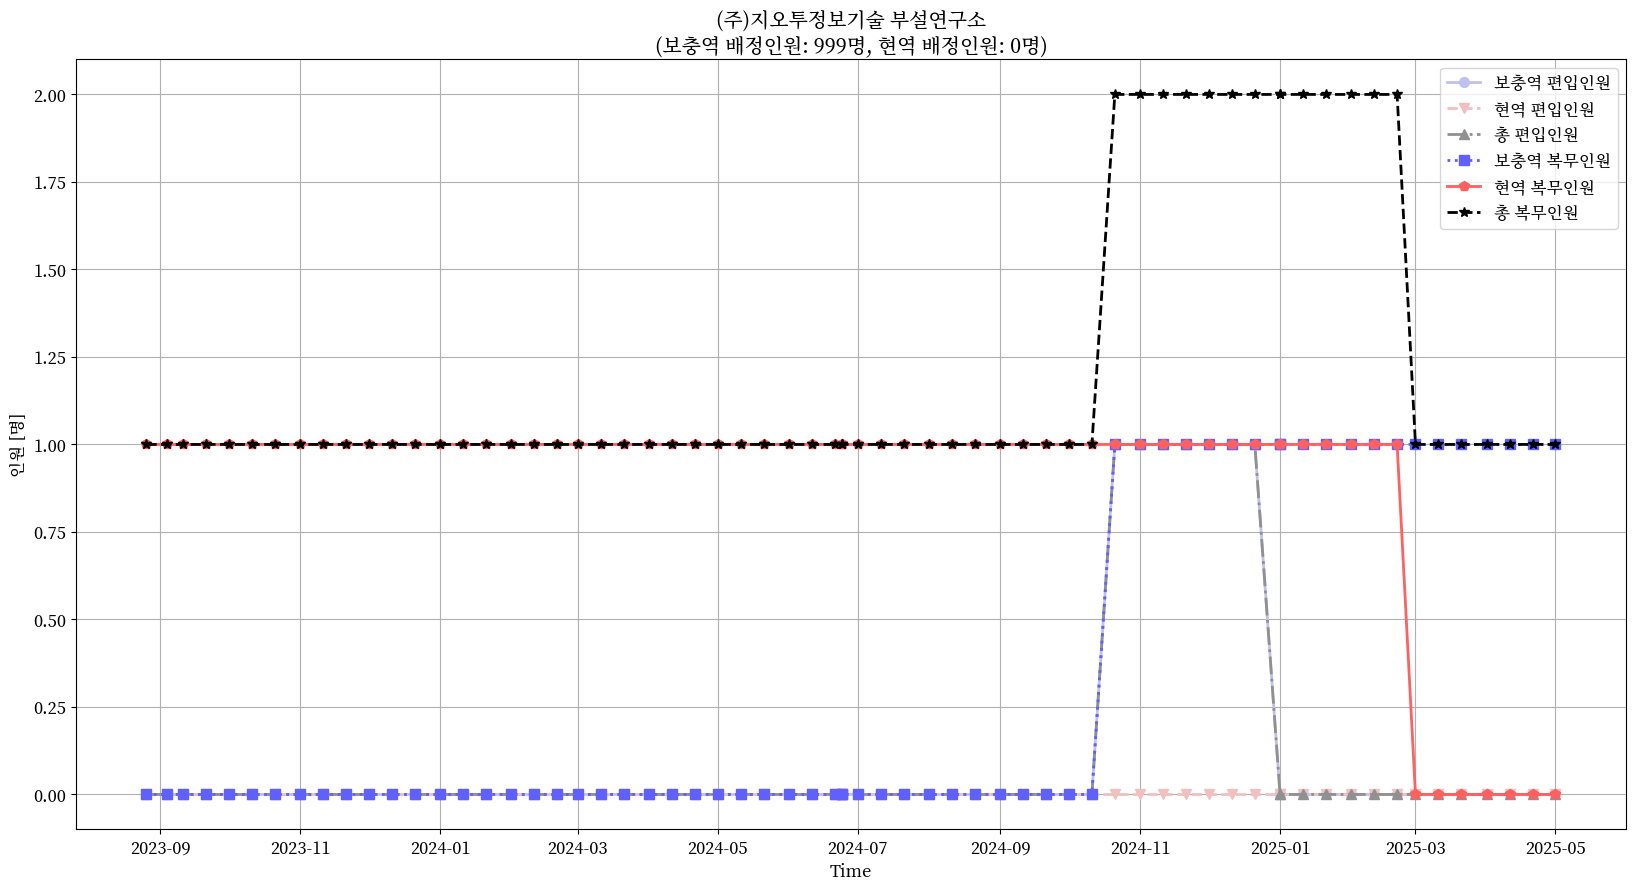 (주)지오투정보기술 부설연구소
(보충역 배정인원: 999명, 현역 배정인원: 0명)
보충역 편입인원
현역 편입인원
총 편입인원
보충역 복무인원
현역 복무인원
총 복무인원
인원 [명]
2.00
1.75
1.50
1.25
1.00
0.75
0.50
0.25
0.00
2023-09
2023-11
2024-01
2024-03
2024-05
2024-07
2024-09
2024-11
2025-01
2025-03
2025-05
Time